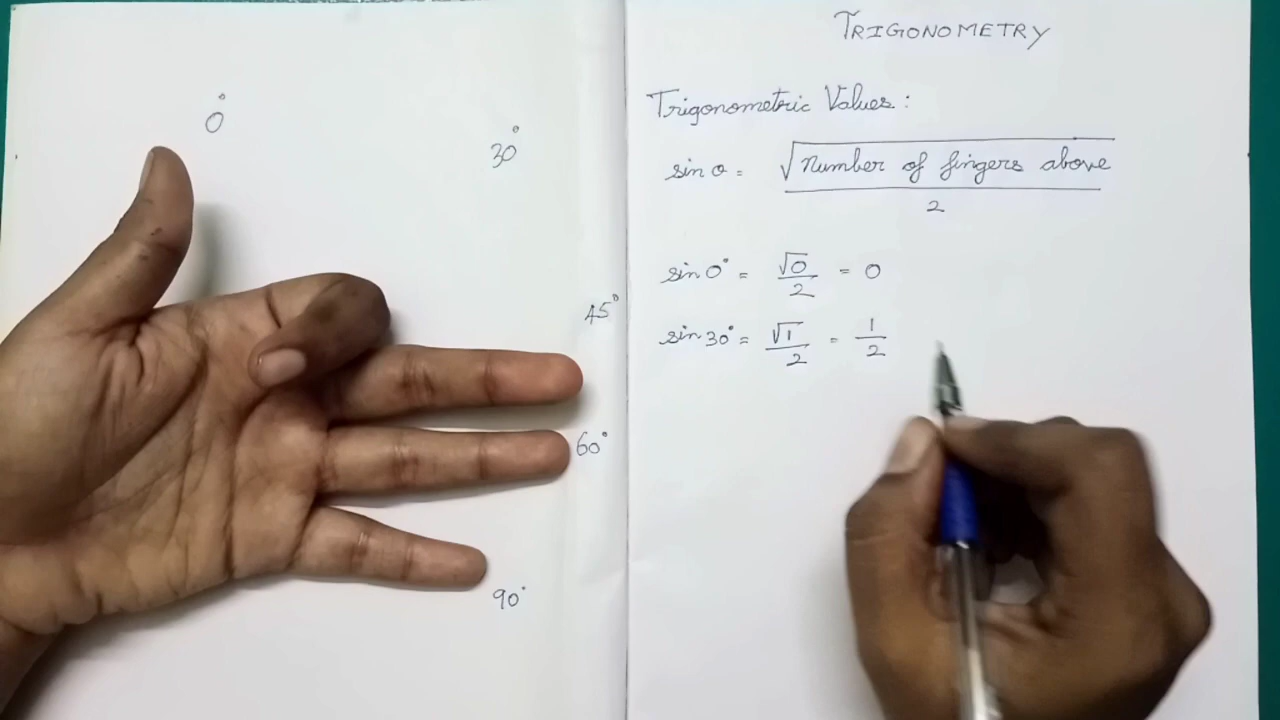 0°
30°
45°
60°
90°
TRIGONOMETRY
Trigonometric Values:
sin θ = √Number of fingers above / 2
sin 0° = √0 / 2 = 0
sin 30° = √1 / 2 = 1 / 2